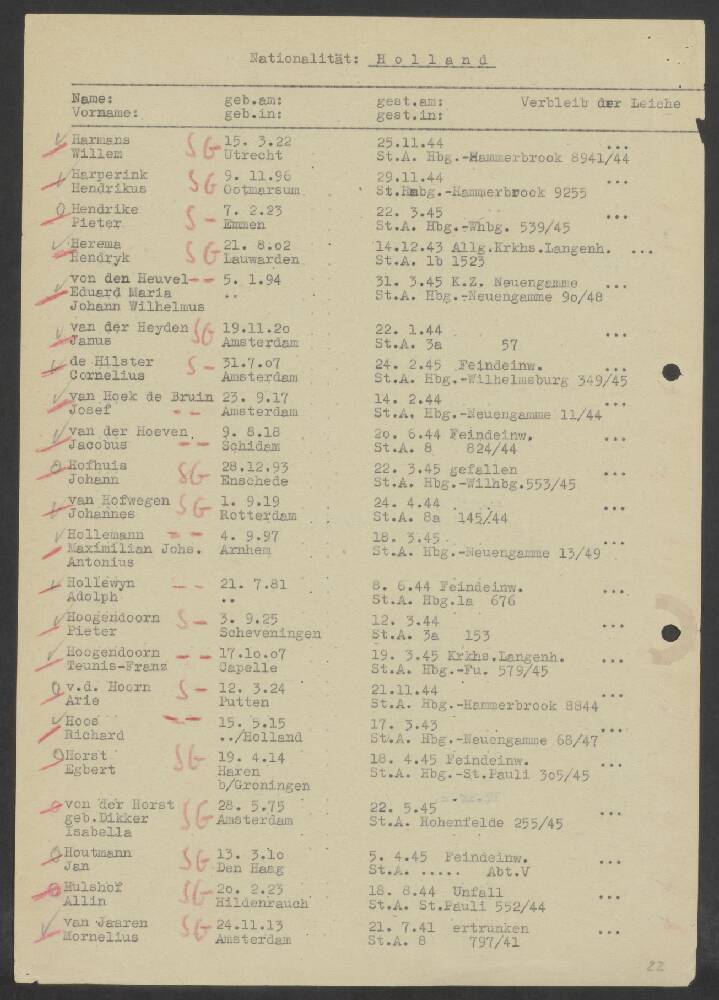 Nationalität: Holland
Name: geb.am: gest.am: Verbleib der Leiche
Vorname: geb.in: gest.in:
Harmans SG 15. 3.22 25.11.44 ...
Willem Utrecht St.A. Hbg.-Hammerbrook 8941/44
Harperink SG 9. 11.96 29.11.44 ...
Hendrikus Ootmarsum St.Hmbg.-Hammerbrook 9255
Hendrike S - 7. 2.23 22. 3.45 ...
Pieter Emmen St.A. Hbg.-Whbg. 539/45
Herema SG 21. 8.02 14.12.43 Allg.Krkhs.Langenh. ...
Hendryk Lauwarden St.A. 1b 1523
von den Heuvel - - 5. 1.94 31. 3.45 K.Z. Neuengamme ...
Eduard Maria .. St.A. Hbg.-Neuengamme 9o/48
Johann Wilhelmus
van der Heyden SG 19.11.2o 22. 1.44 ...
Janus Amsterdam St.A. 3a 57
de Hilster S - 31.7.o7 24. 2.45 Feindeinw. ...
Cornelius Amsterdam St.A. Hbg.-Wilhelmsburg 349/45
van Hoek de Bruin 23. 9.17 14. 2.44 ...
Josef - - Amsterdam St.A. Hbg.-Neuengamme 11/44
van der Hoeven 9. 8.18 2o. 6.44 Feindeinw. ...
Jacobus - - Schidam St.A. 8 824/44
Hofhuis SG 28.12.93 22. 3.45 gefallen ...
Johann Enschede St.A. Hbg.-Wilhbg.553/45
van Hofwegen SG 1. 9.19 24. 4.44 ...
Johannes Rotterdam St.A. 8a 145/44
Hollemann - - 4. 9.97 18. 3.45 ...
Maximilian Johs. Arnhem St.A. Hbg.-Neuengamme 13/49
Antonius
Hollewyn - - 21. 7.81 8. 6.44 Feindeinw. ...
Adolph .. St.A. Hbg.1a 676
Hoogendoorn S - 3. 9.25 12. 3.44 ...
Pieter Scheveningen St.A. 3a 153
Hoogendoorn - - 17.1o.o7 19. 3.45 Krkhs.Langenh. ...
Teunis-Franz Capelle St.A. Hbg.-Fu. 579/45
v.d. Hoorn S - 12. 3.24 21.11.44 ...
Arie Putten St.A. Hbg.-Hammerbrook 8844
Hoos - - 15. 5.15 17. 3.43 ...
Richard ../Holland St.A. Hbg.-Neuengamme 68/47
Horst SG 19. 4.14 18. 4.45 Feindeinw. ...
Egbert Haren St.A. Hbg.-St.Pauli 3o5/45
b/Groningen
von der Horst SG 28. 5.75 22. 5.45 ...
geb.Dikker Amsterdam St.A. Hohenfelde 255/45
Isabella
Houtmann SG 13. 3.1o 5. 4.45 Feindeinw. ...
Jan Den Haag St.A. ..... Abt.V
Hulshof SG 2o. 2.23 18. 8.44 Unfall ...
Allin Hildenrauch St.A. St.Pauli 552/44
van Jaaren SG 24.11.13 21. 7.41 ertrunken ...
Mornelius Amsterdam St.A. 8 797/41
22